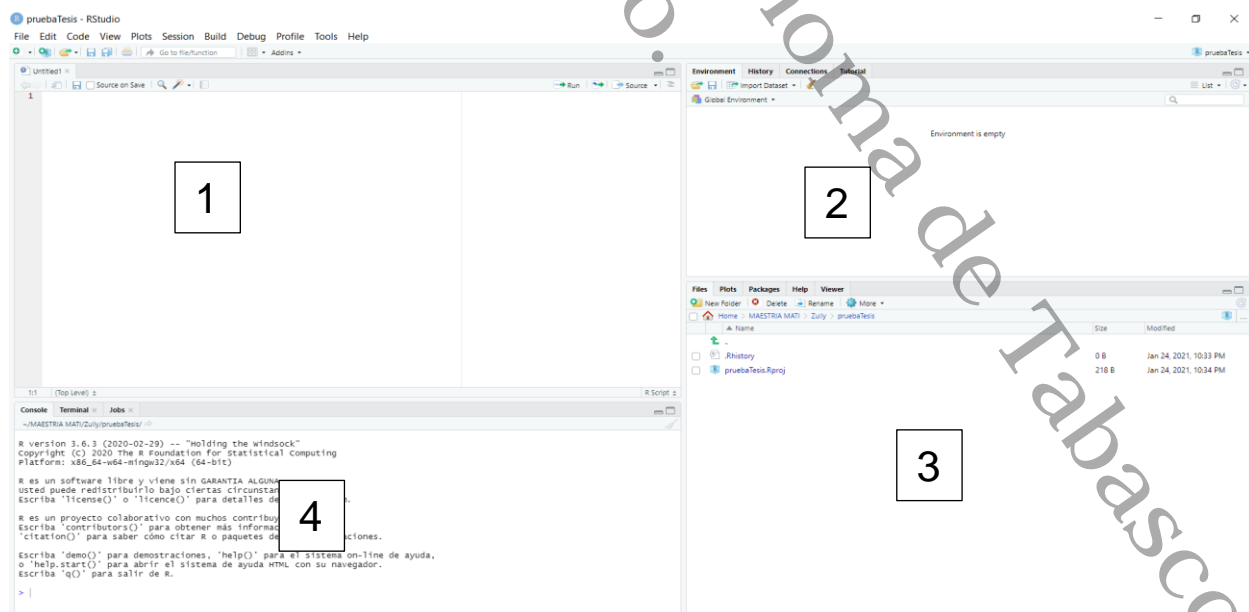 pruebaTesis - RStudio
File Edit Code View Plots Session Build Debug Profile Tools Help
Go to file/function Addins pruebaTesis
Untitled1
Source on Save Run Source
1
1
1:1 (Top Level) R Script
Console Terminal Jobs
~/MAESTRIA MATI/Zully/pruebaTesis/
R version 3.6.3 (2020-02-29) -- "Holding the Windsock"
Copyright (C) 2020 The R Foundation for Statistical Computing
Platform: x86_64-w64-mingw32/x64 (64-bit)
R es un software libre y viene sin GARANTIA ALGUNA
Usted puede redistribuirlo bajo ciertas circunstan
Escriba 'license()' o 'licence()' para detalles de n.
R es un proyecto colaborativo con muchos contribuy
Escriba 'contributors()' para obtener más informac
'citation()' para saber cómo citar R o paquetes de aciones.
4
Escriba 'demo()' para demostraciones, 'help()' para el sistema on-line de ayuda,
o 'help.start()' para abrir el sistema de ayuda HTML con su navegador.
Escriba 'q()' para salir de R.
>
Environment History Connections Tutorial
Import Dataset List
Global Environment
Environment is empty
2
Files Plots Packages Help Viewer
New Folder Delete Rename More
Home MAESTRIA MATI Zully pruebaTesis
Name Size Modified
..
.Rhistory 0 B Jan 24, 2021, 10:33 PM
pruebaTesis.Rproj 218 B Jan 24, 2021, 10:34 PM
3
o.
noma de Tabasco